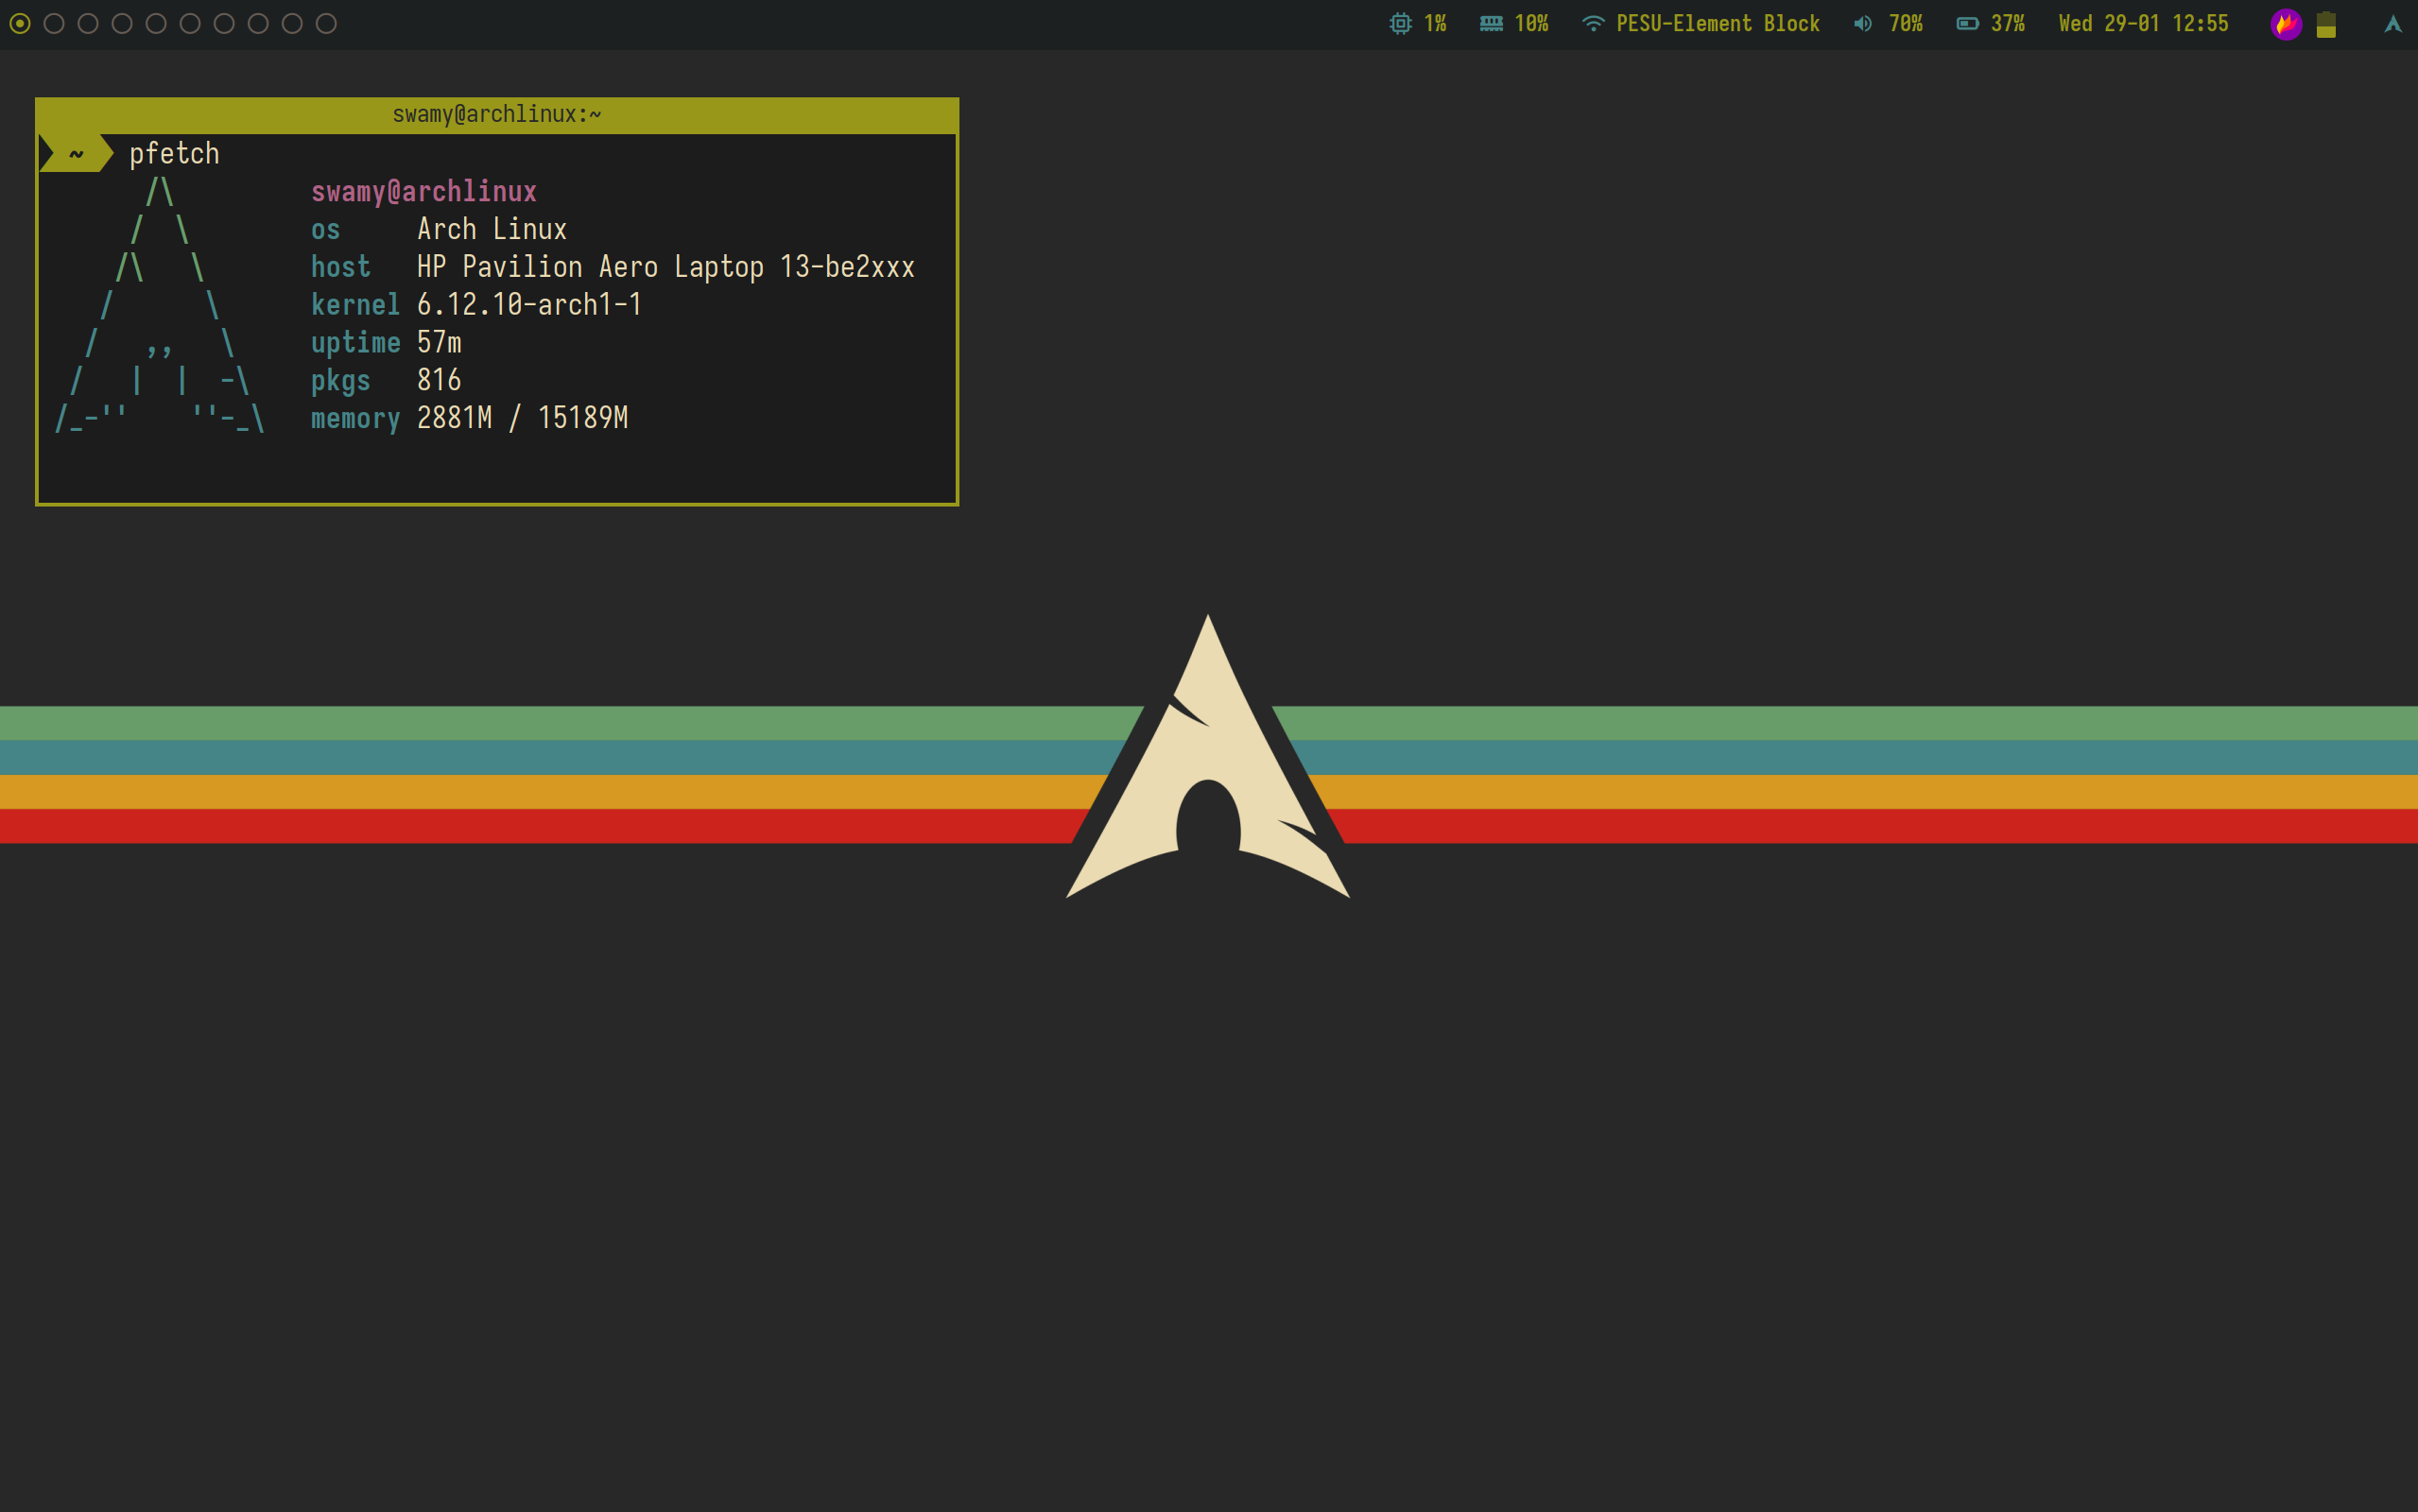 1% 10% PESU-Element Block 70% 37% Wed 29-01 12:55
swamy@archlinux:~
~ pfetch
swamy@archlinux
os Arch Linux
host HP Pavilion Aero Laptop 13-be2xxx
kernel 6.12.10-arch1-1
uptime 57m
pkgs 816
memory 2881M / 15189M